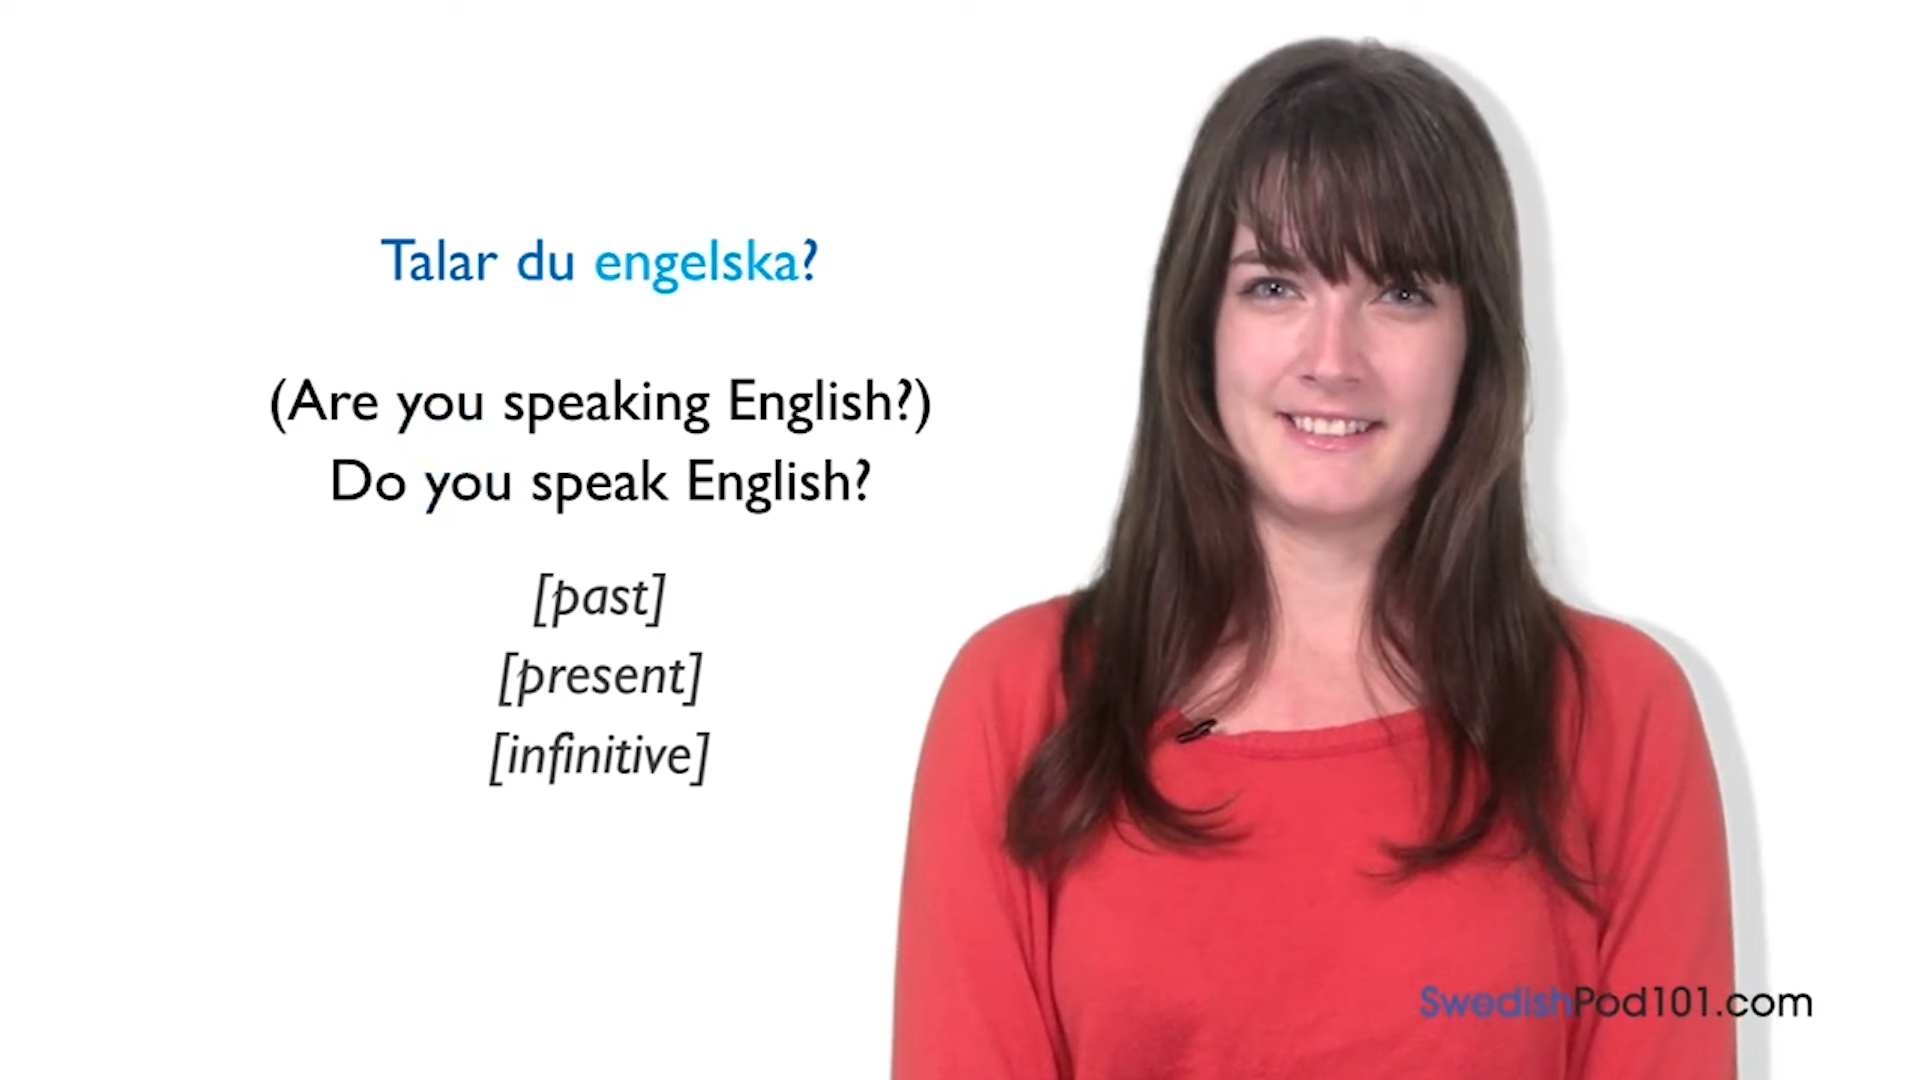 Talar du engelska?
(Are you speaking English?)
Do you speak English?
[past]
[present]
[infinitive]
SwedishPod101.com